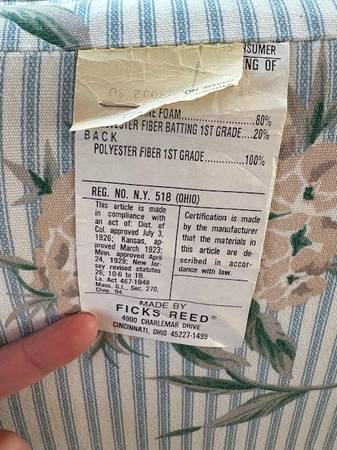 NSUMER
NG OF
NE FOAM............80%
ESTER FIBER BATTING 1ST GRADE....20%
BACK
POLYESTER FIBER 1ST GRADE..............100%
REG. NO. N.Y. 518 (OHIO)
This article is made
in compliance with
an act of: Dist. of
Col. approved July 3,
1926; Kansas, ap-
proved March 1923;
Minn. approved April
24, 1929; New Jer-
sey revised statutes
26; 10-6 to 18.
La. Act 467-1948
Mass. G.L., Sec. 270,
Chap. 94.
Certification is made
by the manufacturer
that the materials in
this article are de-
scribed in accor-
dance with law.
MADE BY
FICKS REED®
4900 CHARLEMAR DRIVE
CINCINNATI, OHIO 45227-1499